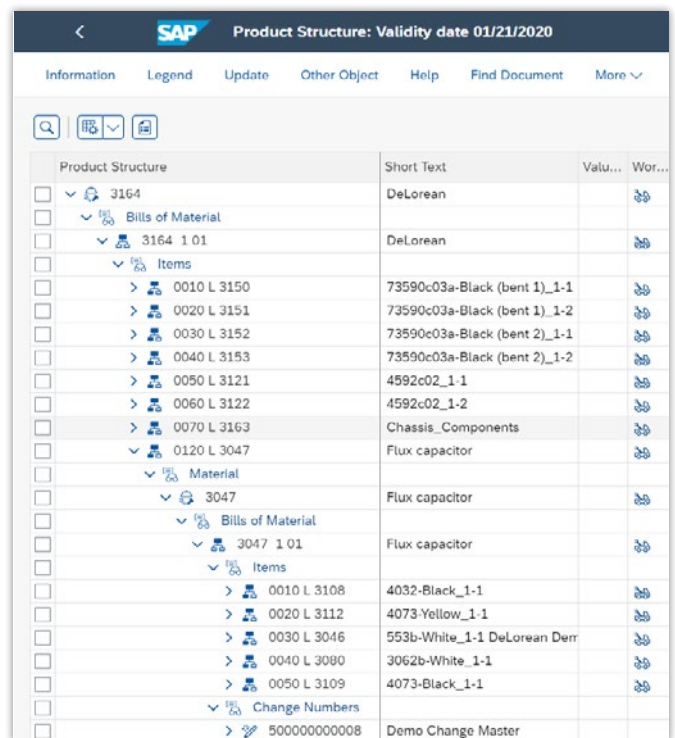 SAP Product Structure: Validity date 01/21/2020
Information Legend Update Other Object Help Find Document More
Product Structure Short Text Valu... Wor...
3164 DeLorean
Bills of Material
3164 1 01 DeLorean
Items
0010 L 3150 73590c03a-Black (bent 1)_1-1
0020 L 3151 73590c03a-Black (bent 1)_1-2
0030 L 3152 73590c03a-Black (bent 2)_1-1
0040 L 3153 73590c03a-Black (bent 2)_1-2
0050 L 3121 4592c02_1-1
0060 L 3122 4592c02_1-2
0070 L 3163 Chassis_Components
0120 L 3047 Flux capacitor
Material
3047 Flux capacitor
Bills of Material
3047 1 01 Flux capacitor
Items
0010 L 3108 4032-Black_1-1
0020 L 3112 4073-Yellow_1-1
0030 L 3046 553b-White_1-1 DeLorean Dem
0040 L 3080 3062b-White_1-1
0050 L 3109 4073-Black_1-1
Change Numbers
500000000008 Demo Change Master